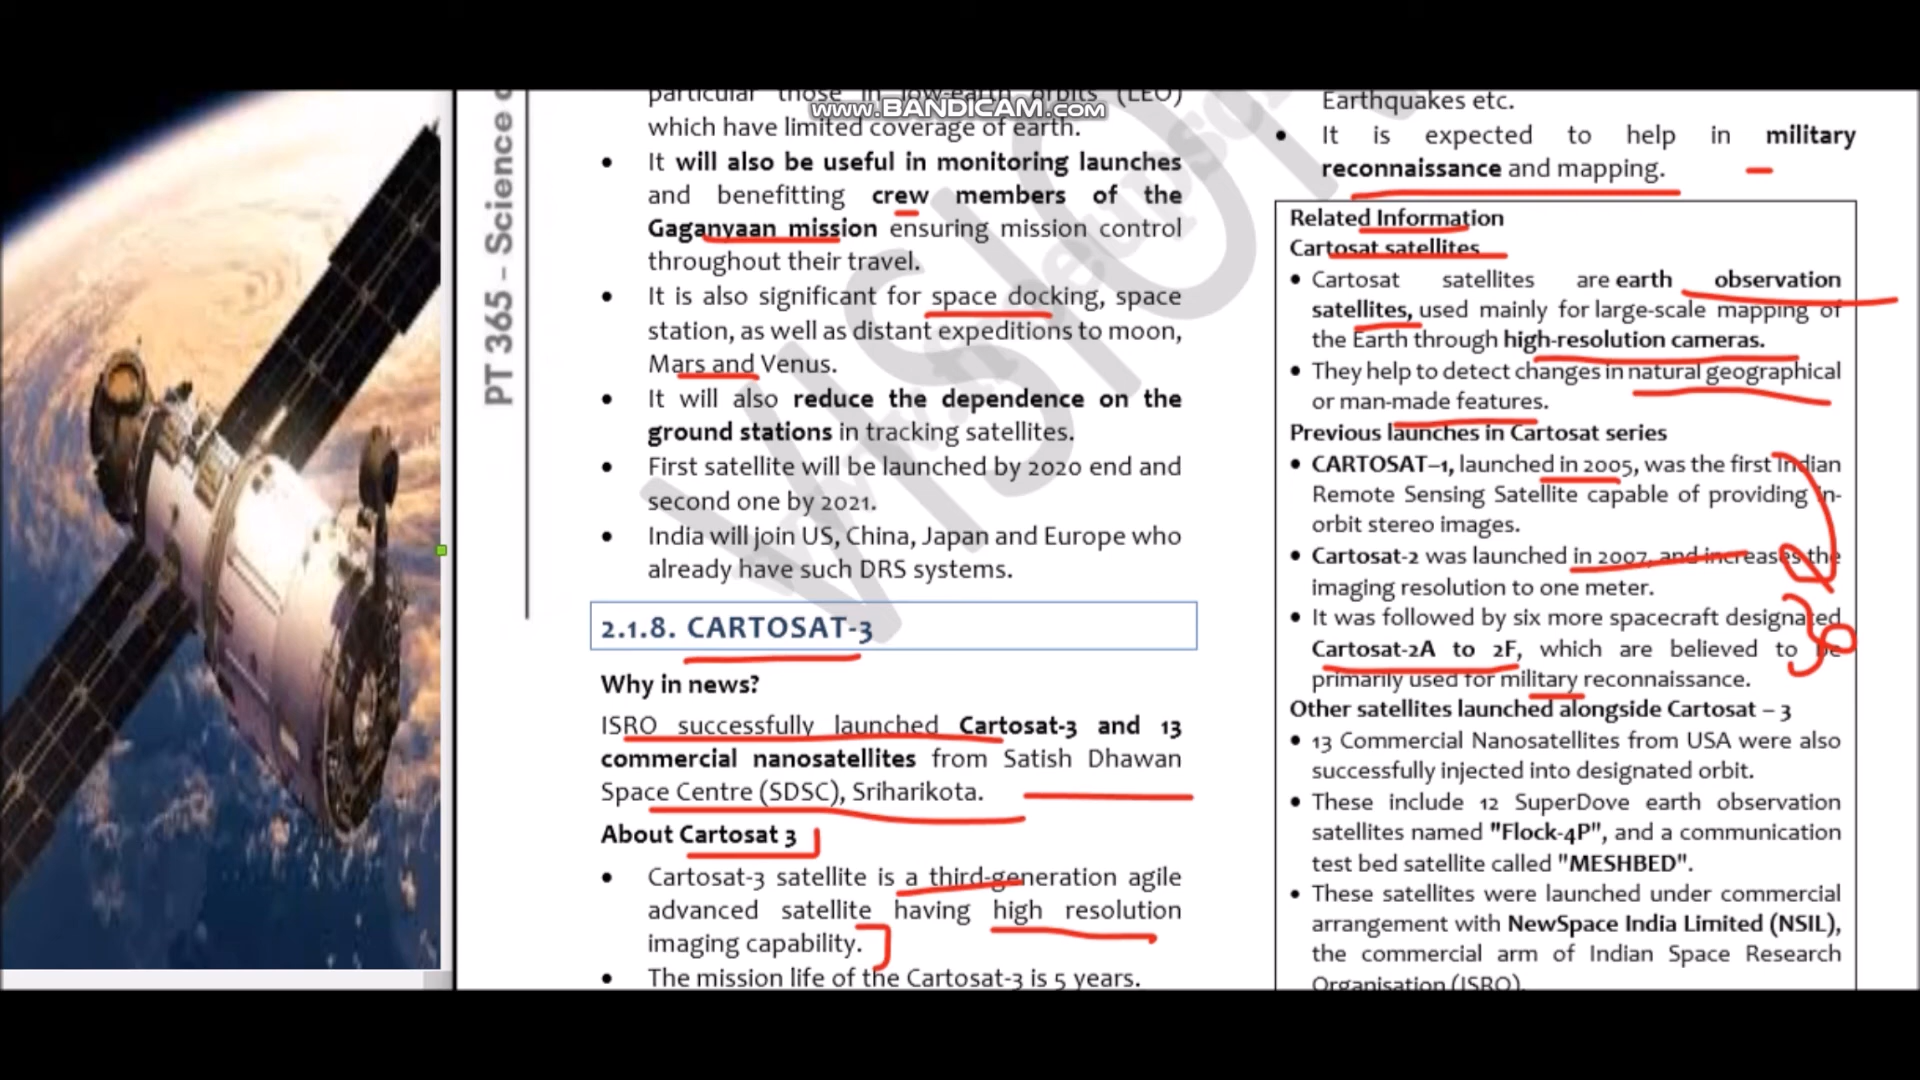 www.BANDICAM.com
PT 365 - Science
particular those in low-earth orbits (LEO)
which have limited coverage of earth.
• It will also be useful in monitoring launches
and benefitting crew members of the
Gaganyaan mission ensuring mission control
throughout their travel.
• It is also significant for space docking, space
station, as well as distant expeditions to moon,
Mars and Venus.
• It will also reduce the dependence on the
ground stations in tracking satellites.
• First satellite will be launched by 2020 end and
second one by 2021.
• India will join US, China, Japan and Europe who
already have such DRS systems.
2.1.8. CARTOSAT-3
Why in news?
ISRO successfully launched Cartosat-3 and 13
commercial nanosatellites from Satish Dhawan
Space Centre (SDSC), Sriharikota.
About Cartosat 3
• Cartosat-3 satellite is a third-generation agile
advanced satellite having high resolution
imaging capability.
• The mission life of the Cartosat-3 is 5 years.
Earthquakes etc.
• It is expected to help in military
reconnaissance and mapping.
Related Information
Cartosat satellites
• Cartosat satellites are earth observation
satellites, used mainly for large-scale mapping of
the Earth through high-resolution cameras.
• They help to detect changes in natural geographical
or man-made features.
Previous launches in Cartosat series
• CARTOSAT–1, launched in 2005, was the first Indian
Remote Sensing Satellite capable of providing in-
orbit stereo images.
• Cartosat-2 was launched in 2007, and increases the
imaging resolution to one meter.
• It was followed by six more spacecraft designated
Cartosat-2A to 2F, which are believed to be
primarily used for military reconnaissance.
Other satellites launched alongside Cartosat – 3
• 13 Commercial Nanosatellites from USA were also
successfully injected into designated orbit.
• These include 12 SuperDove earth observation
satellites named "Flock-4P", and a communication
test bed satellite called "MESHBED".
• These satellites were launched under commercial
arrangement with NewSpace India Limited (NSIL),
the commercial arm of Indian Space Research
Organisation (ISRO).